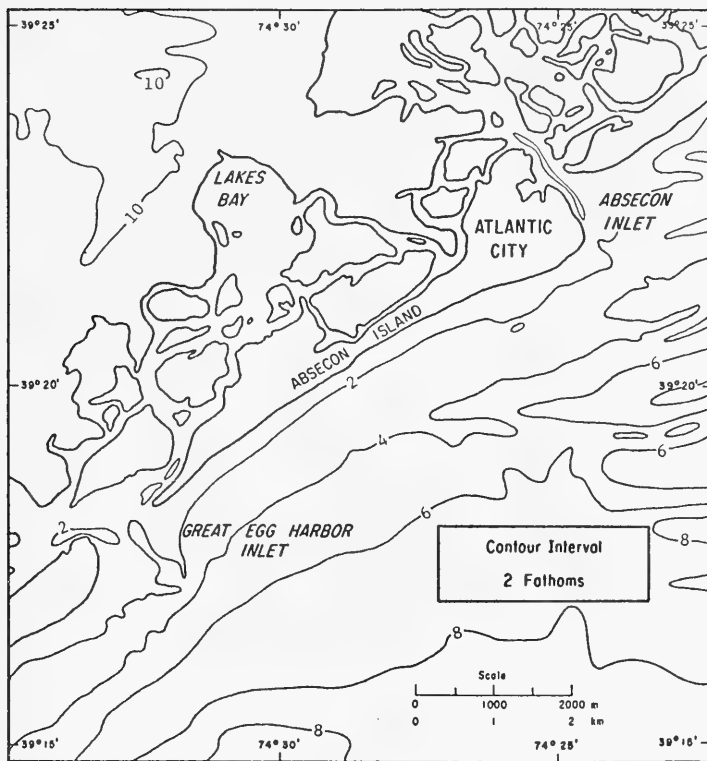 39°25' 74°30' 74°25' 39°25'
10
10
LAKES
BAY
ABSECON
INLET
ATLANTIC
CITY
ABSECON ISLAND
39°20' 2 6 39°20'
4
6
6
2
GREAT EGG HARBOR
INLET
8
Contour Interval
2 Fathoms
8
Scale
0 1000 2000 m
0 1 2 km
8
39°15' 74°30' 74°25' 39°15'